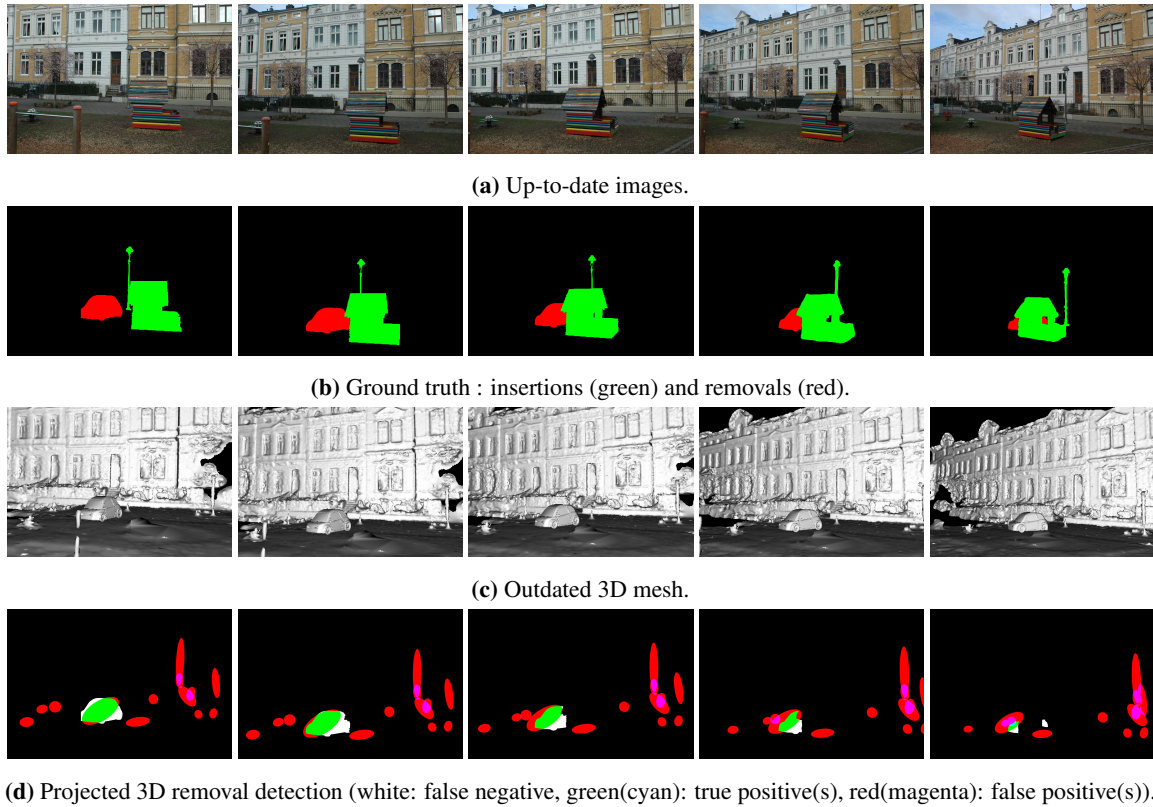 (a) Up-to-date images.
(b) Ground truth : insertions (green) and removals (red).
(c) Outdated 3D mesh.
(d) Projected 3D removal detection (white: false negative, green(cyan): true positive(s), red(magenta): false positive(s)).